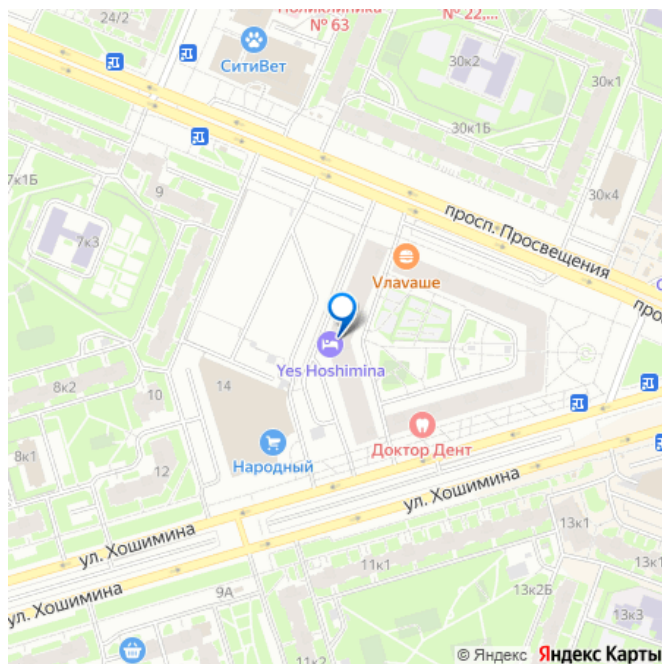 24/2
Поликлиника
№ 63
№ 22,...
СитиВет
30к2
30к1
30к1Б
30к4
7к1Б
9
7к3
просп. Просвещения
Vлаvаше
Yes Hoshimina
8к2
10
14
8к1
12
Народный
Доктор Дент
ул. Хошимина
ул. Хошимина
ул. Хошимина
13к1
11к1
9А
13к2Б
13к3
11к2
© Яндекс Яндекс Карты